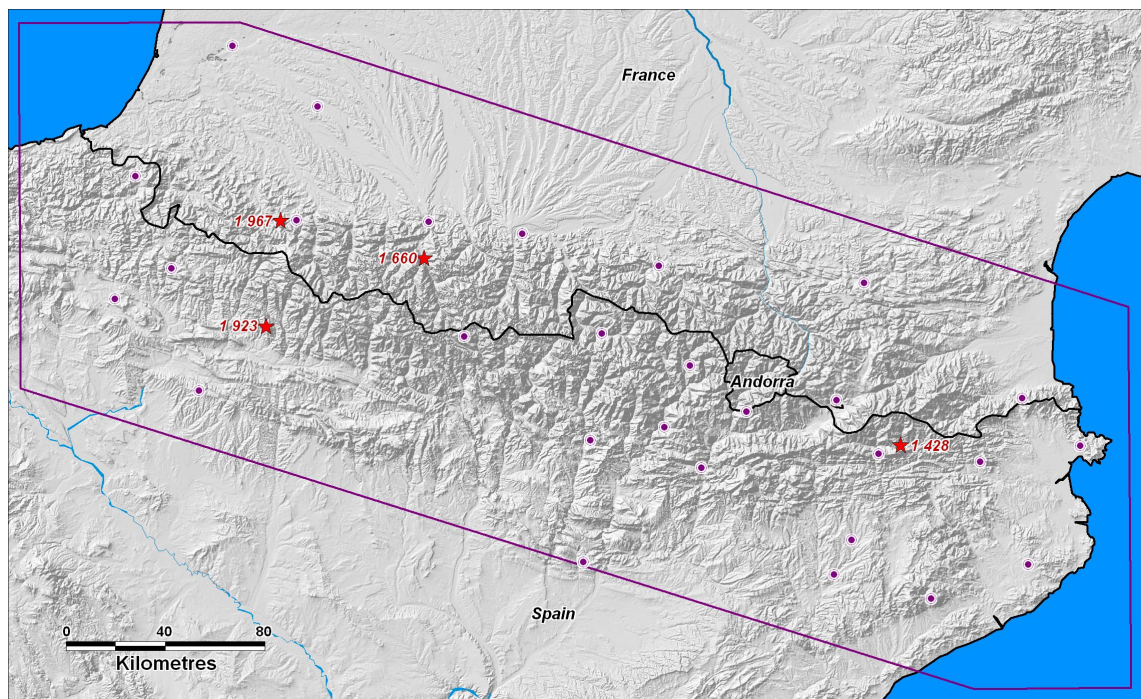 France
1 967
1 660
1 923
Andorra
1 428
Spain
0 40 80
Kilometres